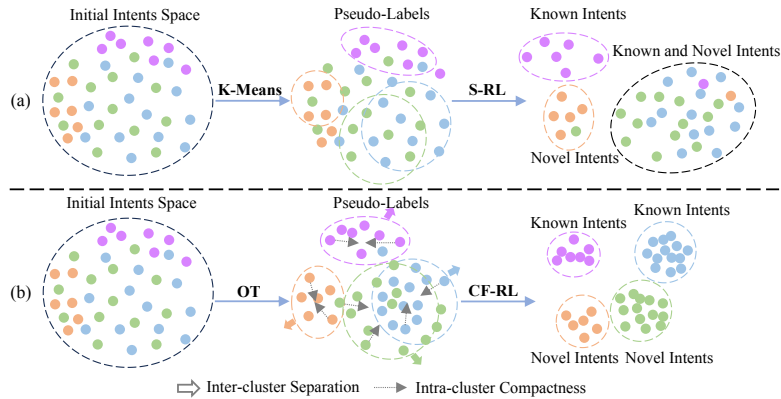 Initial Intents Space
Pseudo-Labels
Known Intents
Known and Novel Intents
(a)
K-Means
S-RL
Novel Intents
Initial Intents Space
Pseudo-Labels
Known Intents
Known Intents
(b)
OT
CF-RL
Novel Intents
Novel Intents
Inter-cluster Separation
Intra-cluster Compactness